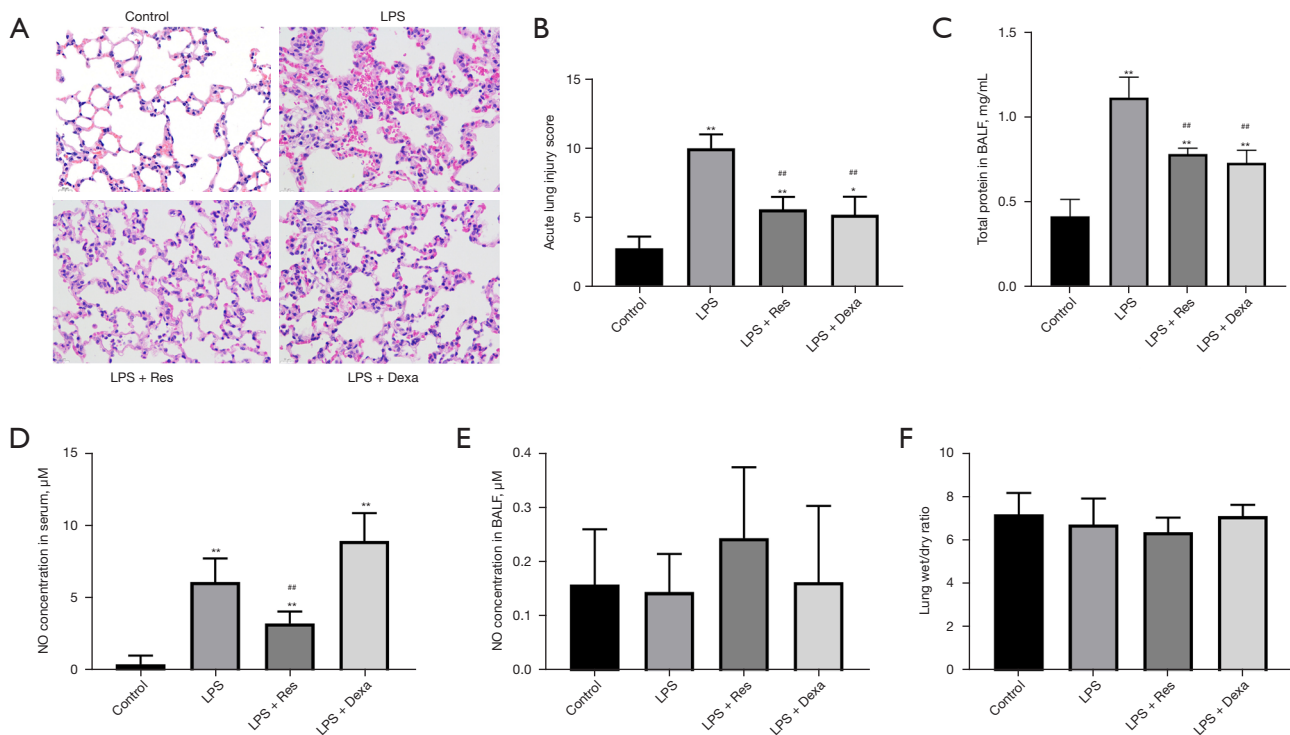 A
Control
LPS
LPS + Res
LPS + Dexa
B
Acute lung injury score
15
10
5
0
**
##
**
##
*
Control
LPS
LPS + Res
LPS + Dexa
C
Total protein in BALF, mg/mL
1.5
1.0
0.5
0.0
**
##
**
##
**
Control
LPS
LPS + Res
LPS + Dexa
D
NO concentration in serum, µM
15
10
5
0
**
##
**
**
Control
LPS
LPS + Res
LPS + Dexa
E
NO concentration in BALF, µM
0.4
0.3
0.2
0.1
0.0
Control
LPS
LPS + Res
LPS + Dexa
F
Lung wet/dry ratio
10
8
6
4
2
0
Control
LPS
LPS + Res
LPS + Dexa